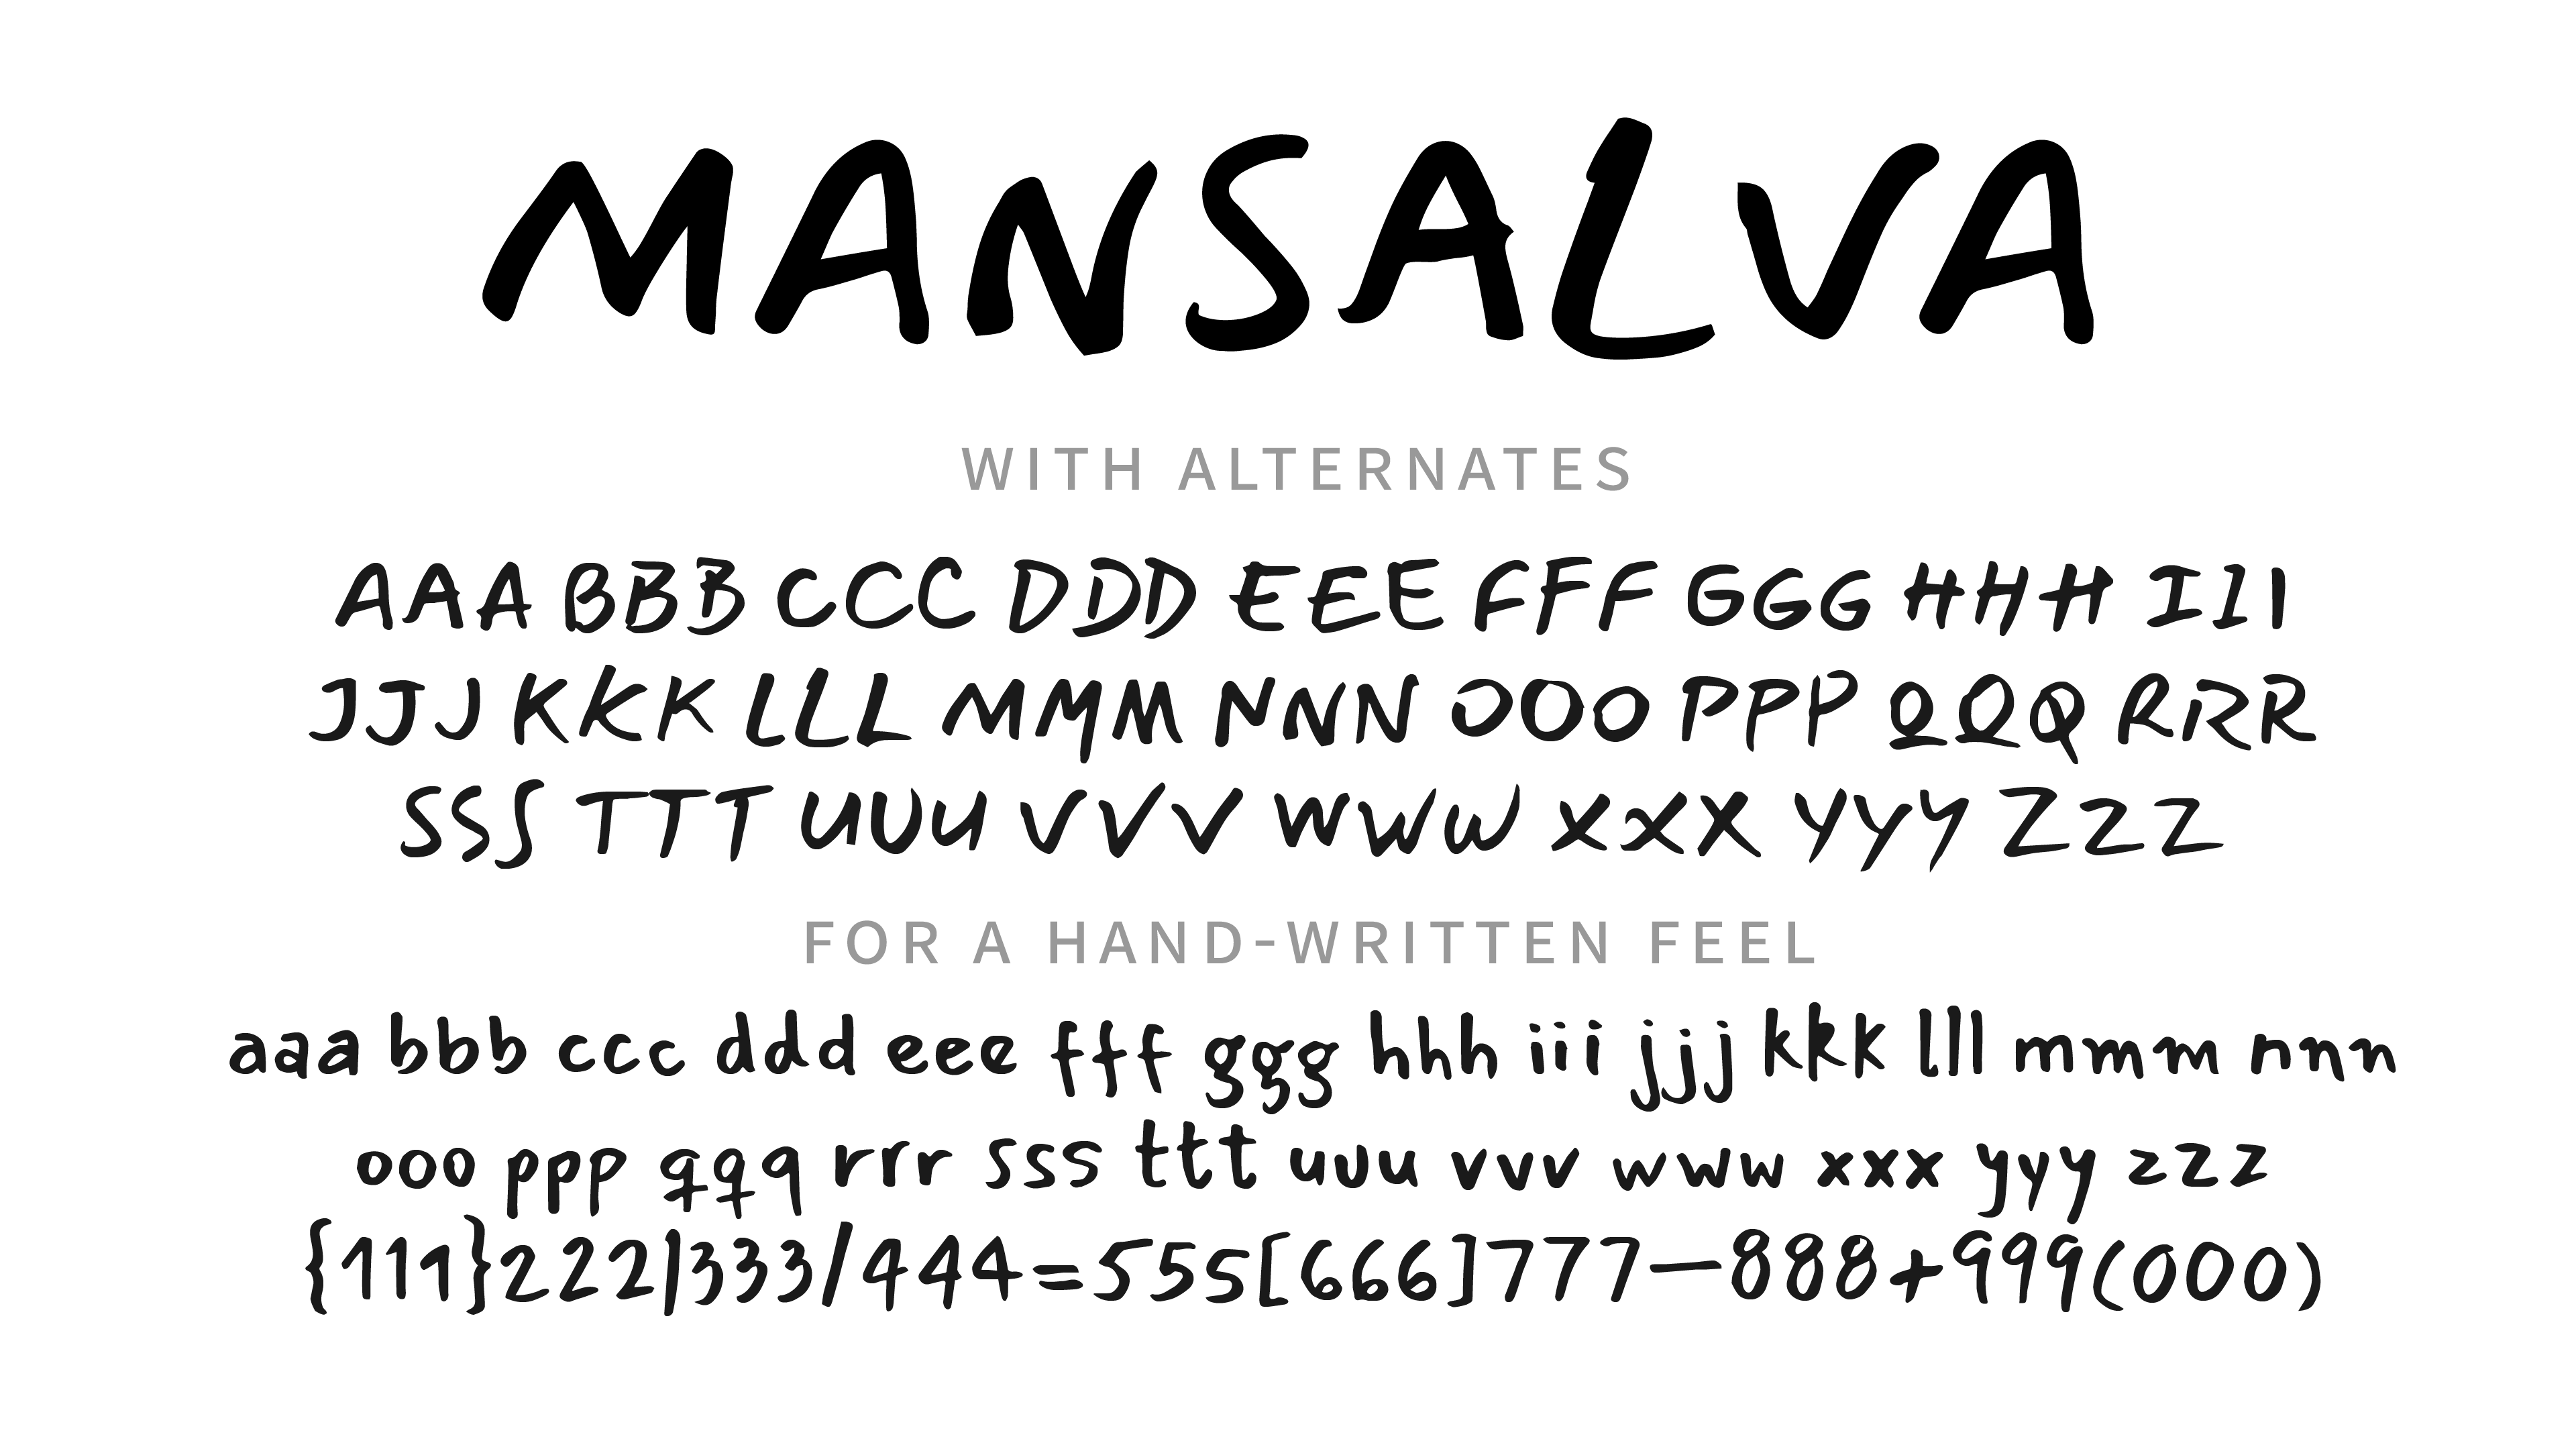 MANSALVA
WITH ALTERNATES
AAA BBB CCC DDD EEE FFF GGG HHH III
JJJ KKK LLL MMM NNN OOO PPP QQQ RRR
SSS TTT UUU VVV WWW XXX YYY ZZZ
FOR A HAND-WRITTEN FEEL
aaa bbb ccc ddd eee fff ggg hhh iii jjj kkk lll mmm nnn
ooo ppp qqq rrr sss ttt uuu vvv www xxx yyy zzz
{111}222|333/444=555[666]777—888+999(000)